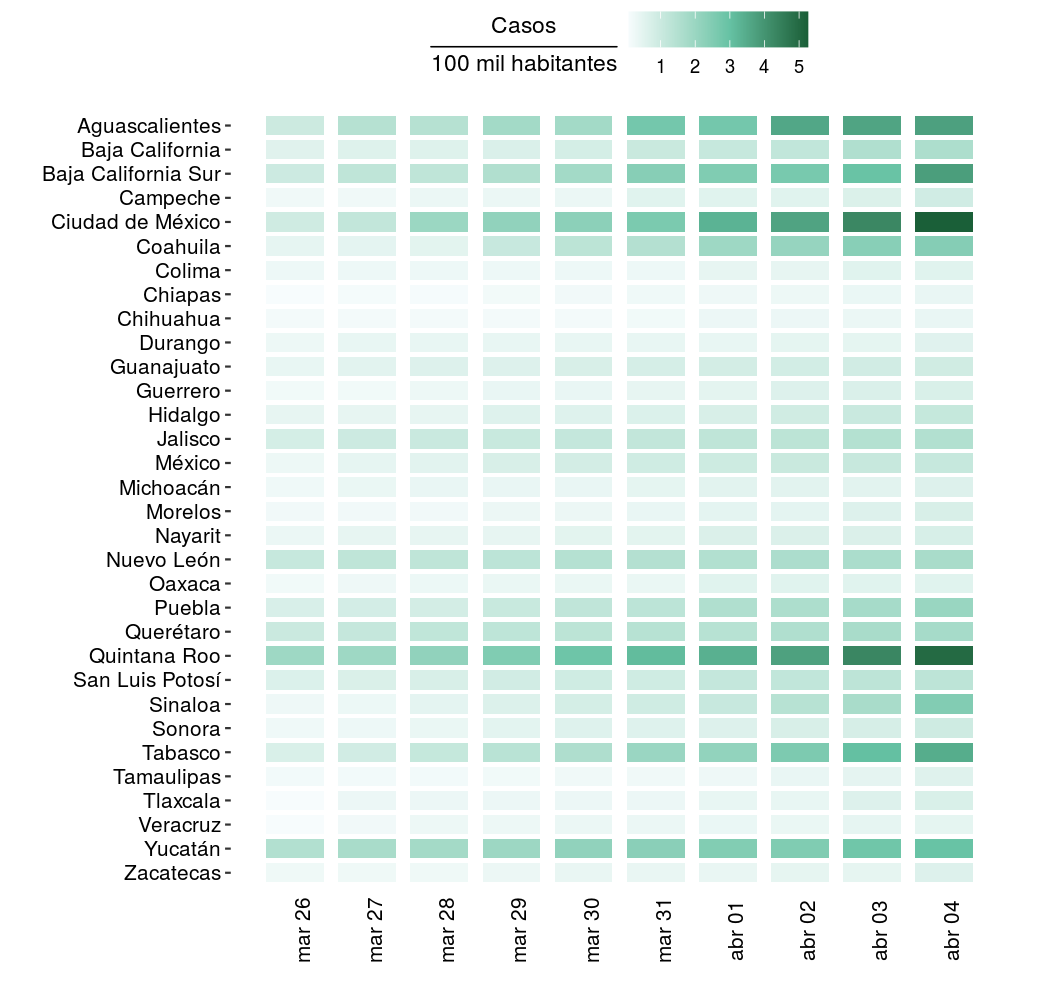 Casos
100 mil habitantes
1 2 3 4 5
Aguascalientes
Baja California
Baja California Sur
Campeche
Ciudad de México
Coahuila
Colima
Chiapas
Chihuahua
Durango
Guanajuato
Guerrero
Hidalgo
Jalisco
México
Michoacán
Morelos
Nayarit
Nuevo León
Oaxaca
Puebla
Querétaro
Quintana Roo
San Luis Potosí
Sinaloa
Sonora
Tabasco
Tamaulipas
Tlaxcala
Veracruz
Yucatán
Zacatecas
mar 26
mar 27
mar 28
mar 29
mar 30
mar 31
abr 01
abr 02
abr 03
abr 04